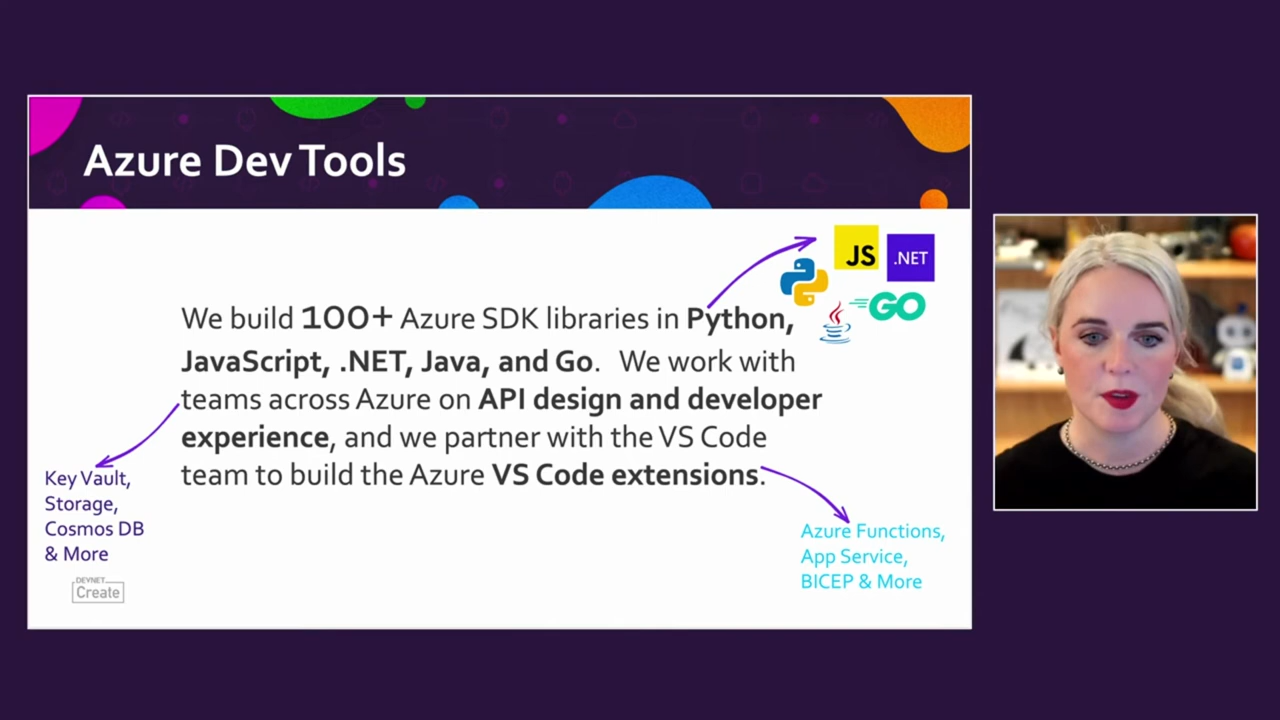 Azure Dev Tools
JS
.NET
GO
We build 100+ Azure SDK libraries in Python,
JavaScript, .NET, Java, and Go. We work with
teams across Azure on API design and developer
experience, and we partner with the VS Code
team to build the Azure VS Code extensions.
Key Vault,
Storage,
Cosmos DB
& More
Azure Functions,
App Service,
BICEP & More
DEVNET
Create